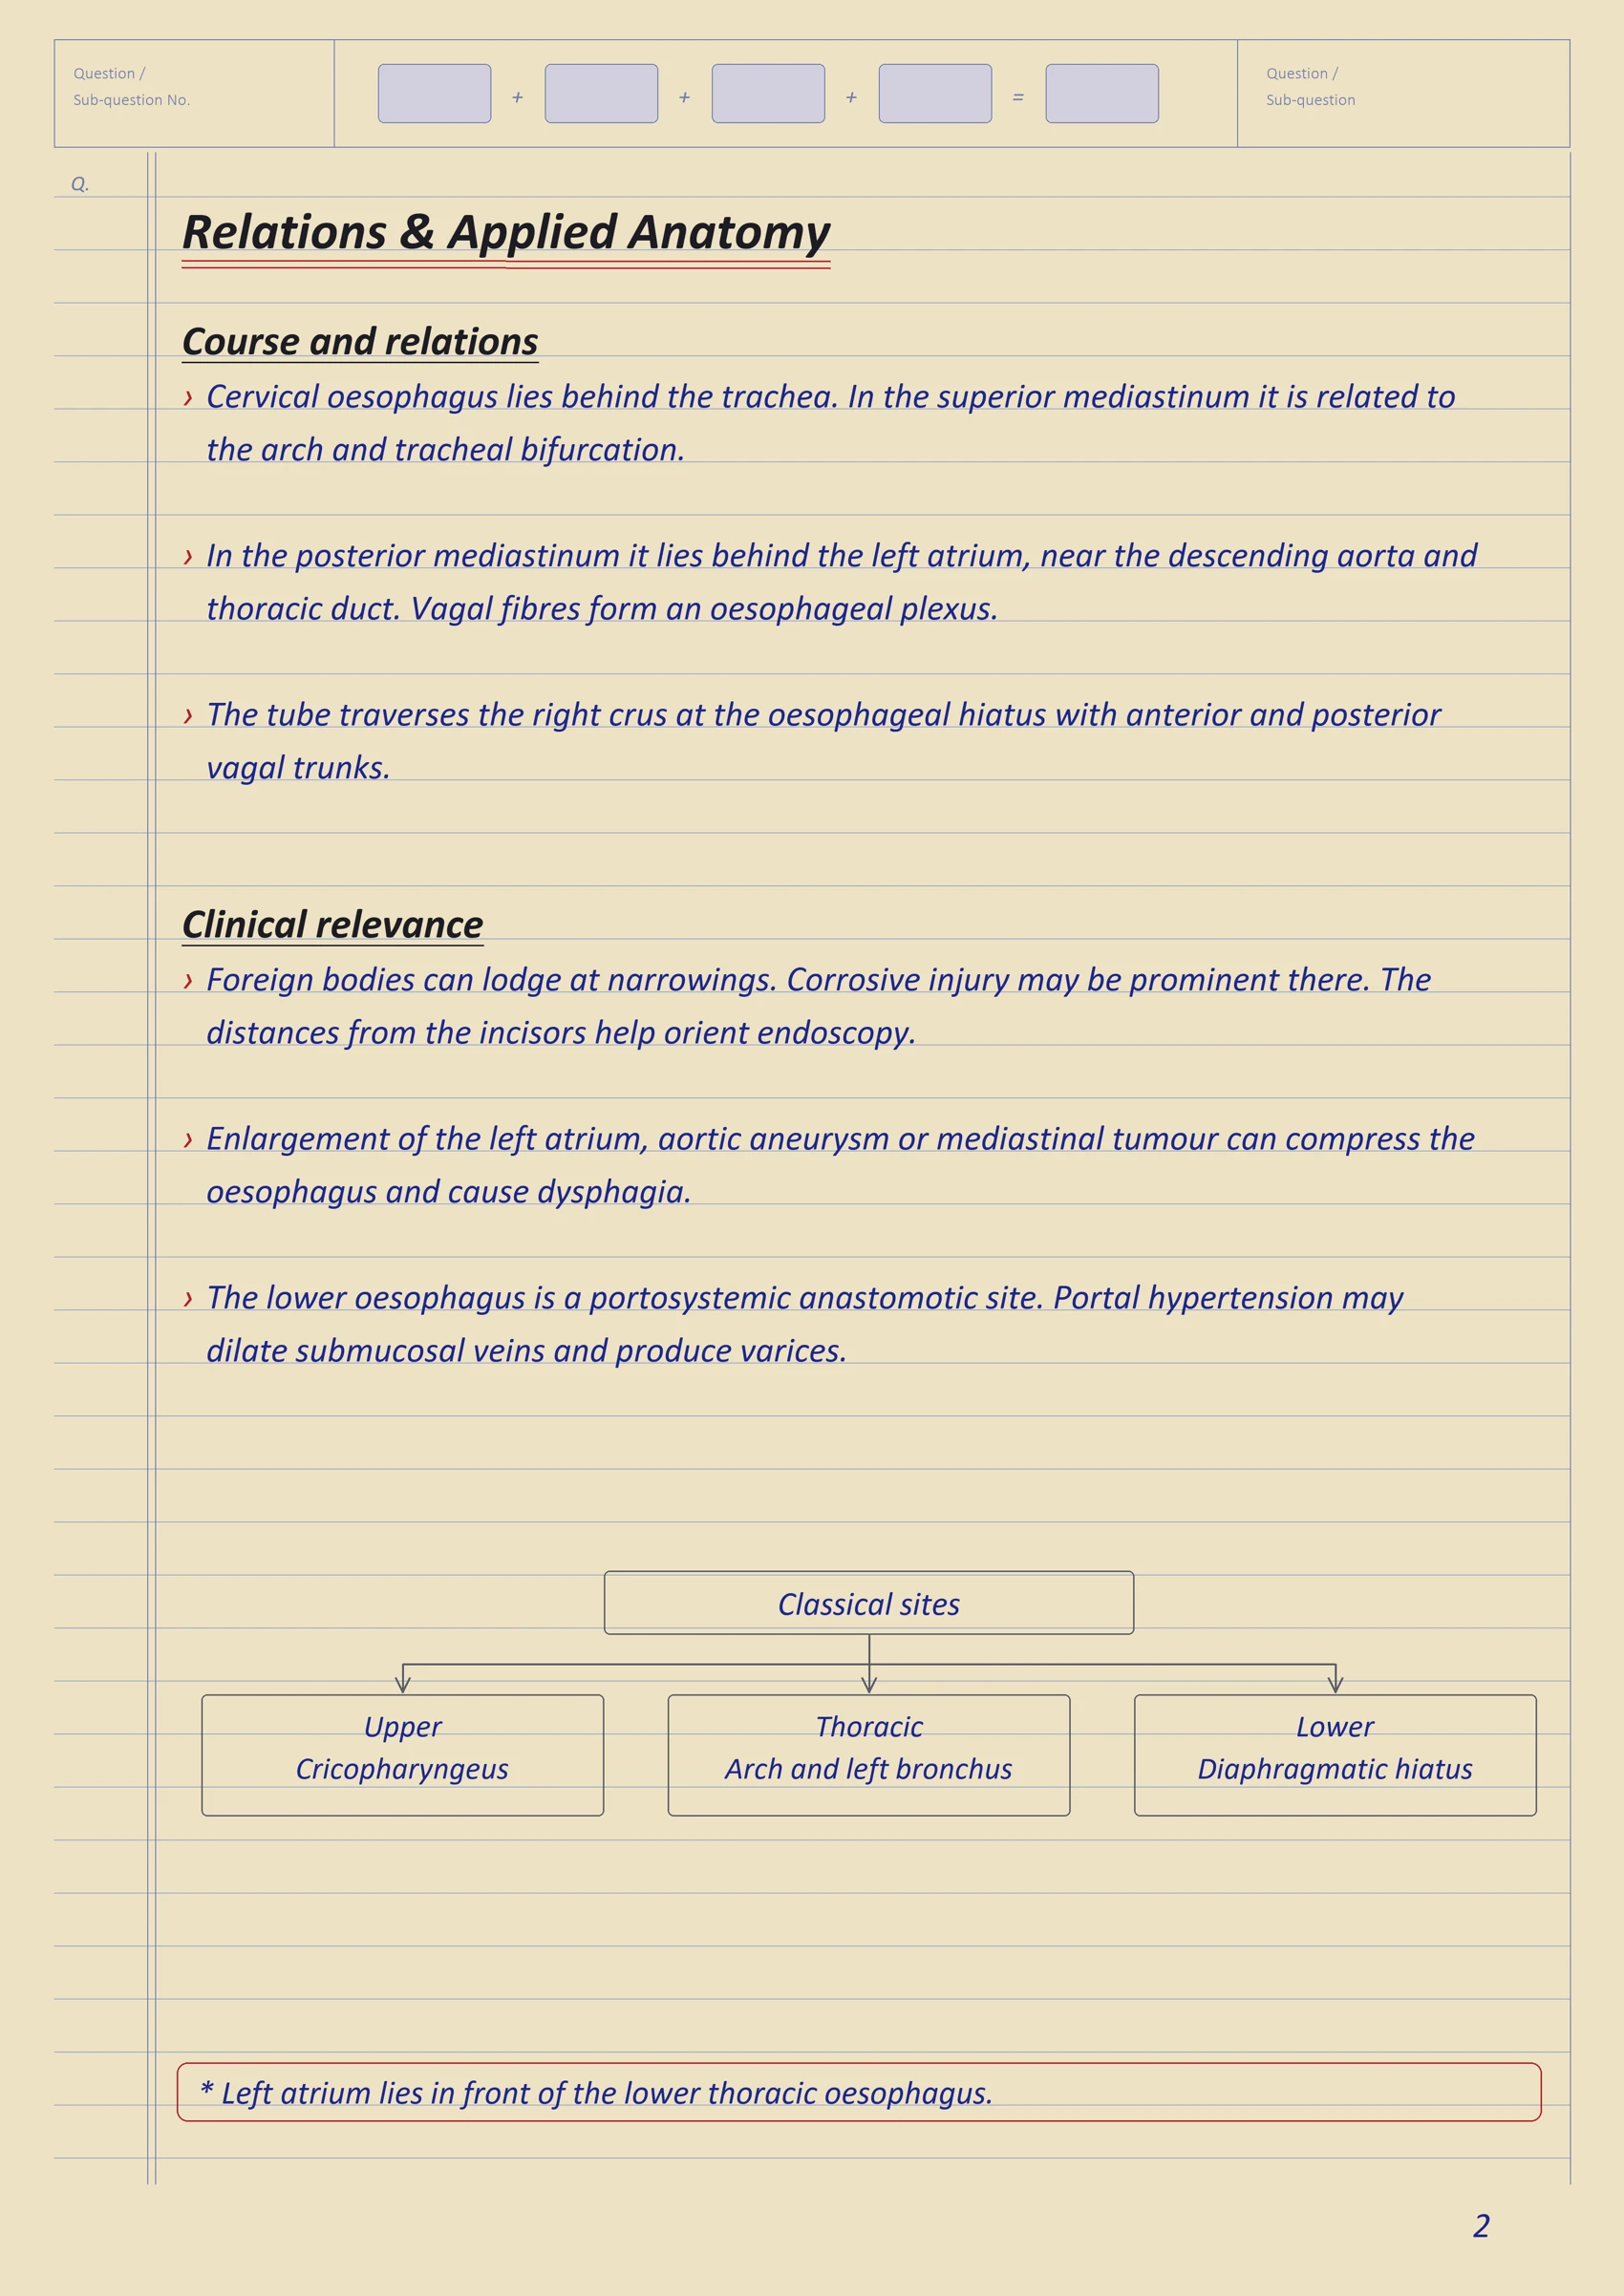 Question /
Sub-question No.
+ + + =
Question /
Sub-question
Q.
Relations & Applied Anatomy
Course and relations
› Cervical oesophagus lies behind the trachea. In the superior mediastinum it is related to
the arch and tracheal bifurcation.
› In the posterior mediastinum it lies behind the left atrium, near the descending aorta and
thoracic duct. Vagal fibres form an oesophageal plexus.
› The tube traverses the right crus at the oesophageal hiatus with anterior and posterior
vagal trunks.
Clinical relevance
› Foreign bodies can lodge at narrowings. Corrosive injury may be prominent there. The
distances from the incisors help orient endoscopy.
› Enlargement of the left atrium, aortic aneurysm or mediastinal tumour can compress the
oesophagus and cause dysphagia.
› The lower oesophagus is a portosystemic anastomotic site. Portal hypertension may
dilate submucosal veins and produce varices.
Classical sites
Upper
Cricopharyngeus
Thoracic
Arch and left bronchus
Lower
Diaphragmatic hiatus
* Left atrium lies in front of the lower thoracic oesophagus.
2